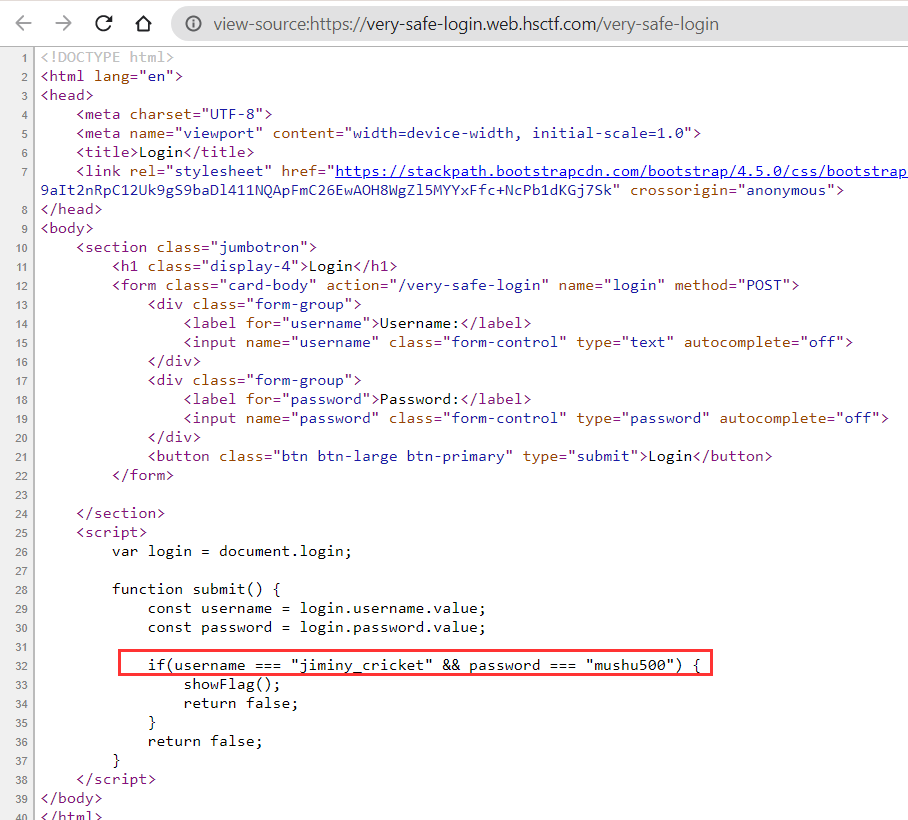 view-source:https://very-safe-login.web.hsctf.com/very-safe-login
1 <!DOCTYPE html>
2 <html lang="en">
3 <head>
4     <meta charset="UTF-8">
5     <meta name="viewport" content="width=device-width, initial-scale=1.0">
6     <title>Login</title>
7     <link rel="stylesheet" href="https://stackpath.bootstrapcdn.com/bootstrap/4.5.0/css/bootstrap
9aIt2nRpC12Uk9gS9baDl411NQApFmC26EwAOH8WgZl5MYYxFfc+NcPb1dKGj7Sk" crossorigin="anonymous">
8 </head>
9 <body>
10     <section class="jumbotron">
11         <h1 class="display-4">Login</h1>
12         <form class="card-body" action="/very-safe-login" name="login" method="POST">
13             <div class="form-group">
14                 <label for="username">Username:</label>
15                 <input name="username" class="form-control" type="text" autocomplete="off">
16             </div>
17             <div class="form-group">
18                 <label for="password">Password:</label>
19                 <input name="password" class="form-control" type="password" autocomplete="off">
20             </div>
21             <button class="btn btn-large btn-primary" type="submit">Login</button>
22         </form>
23
24     </section>
25     <script>
26         var login = document.login;
27
28         function submit() {
29             const username = login.username.value;
30             const password = login.password.value;
31
32             if(username === "jiminy_cricket" && password === "mushu500") {
33                 showFlag();
34                 return false;
35             }
36             return false;
37         }
38     </script>
39 </body>
40 </html>